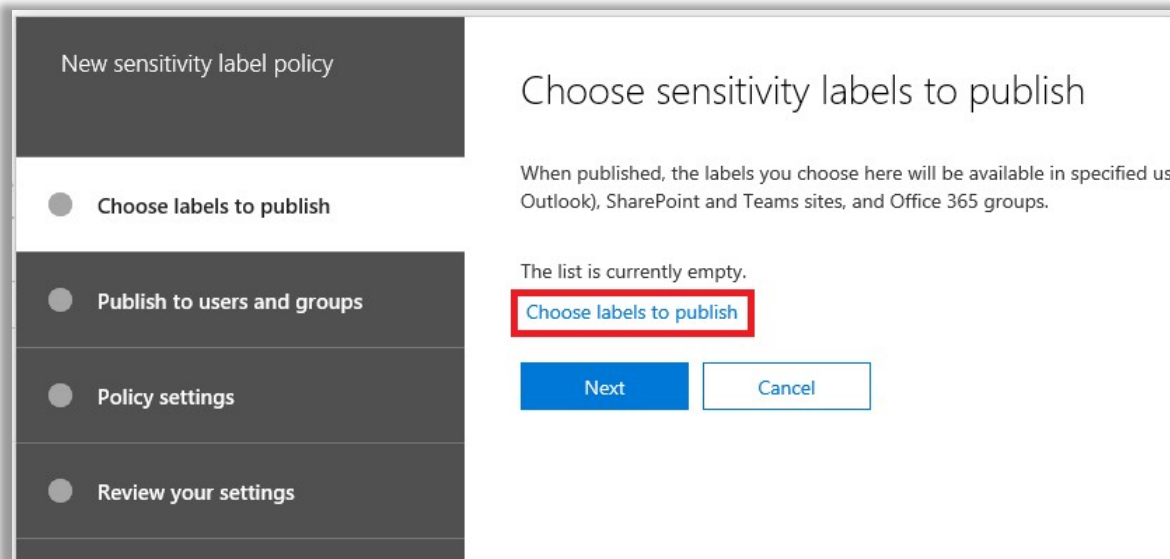 New sensitivity label policy
Choose labels to publish
Publish to users and groups
Policy settings
Review your settings
Choose sensitivity labels to publish
When published, the labels you choose here will be available in specified us
Outlook), SharePoint and Teams sites, and Office 365 groups.
The list is currently empty.
Choose labels to publish
Next
Cancel